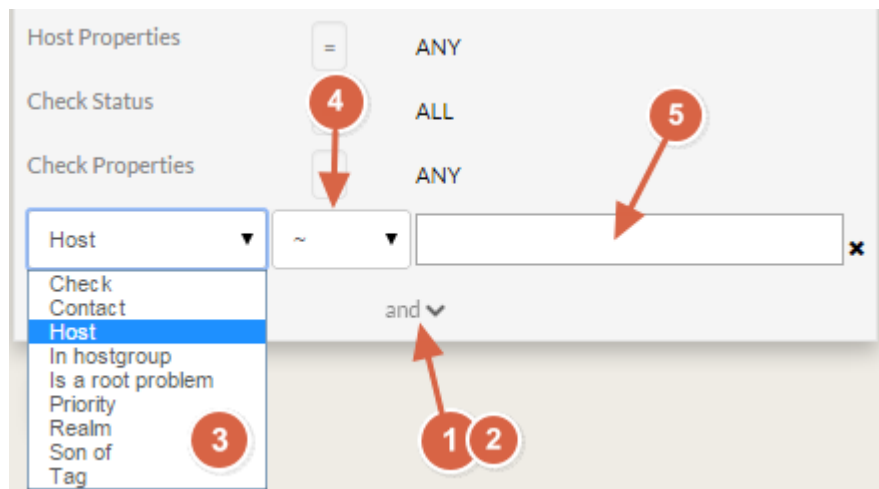 Host Properties = ANY
Check Status 4 ALL 5
Check Properties ANY
Host ▼ ~ ▼ ✖
Check
Contact
Host
In hostgroup
Is a root problem
Priority
Realm
Son of
Tag
and
3 1 2